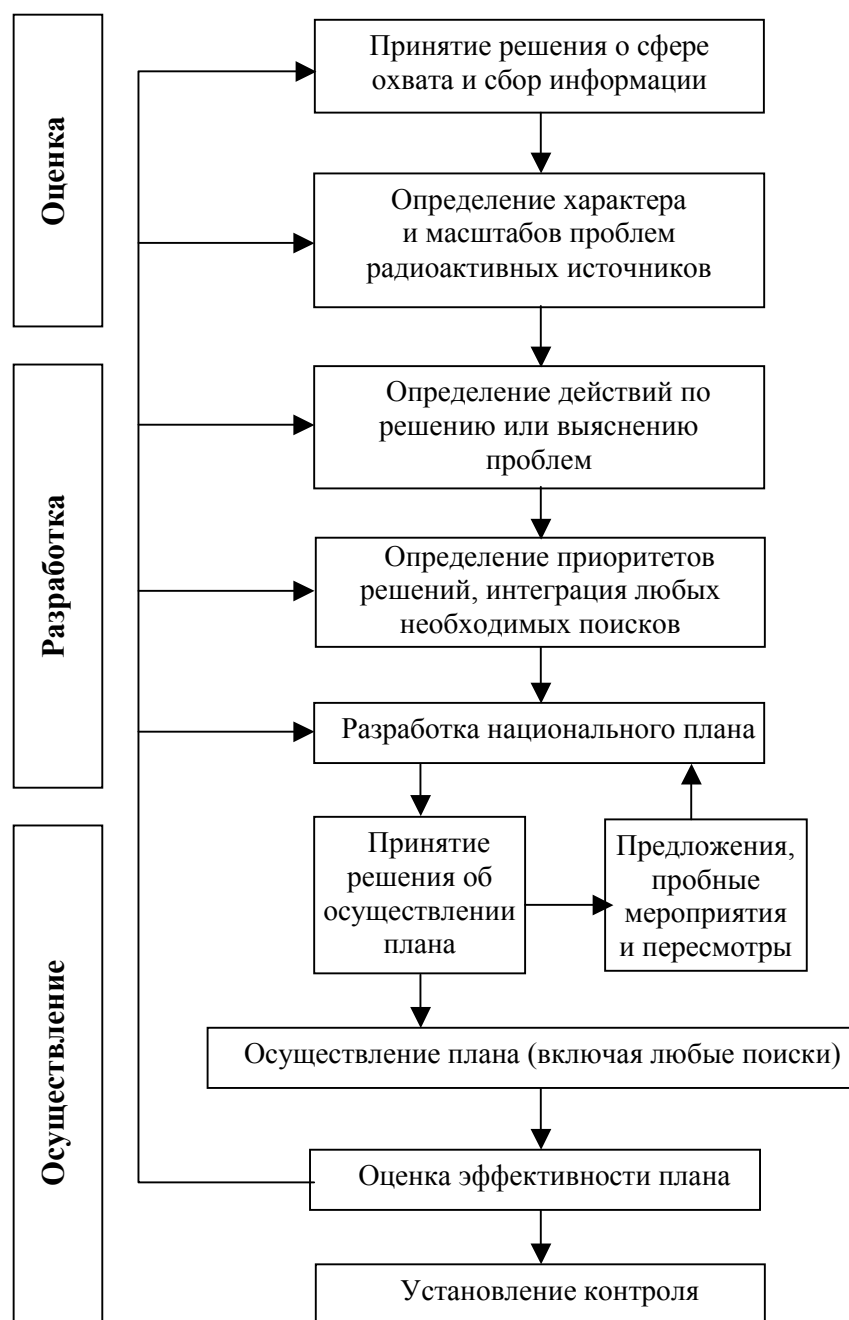 Оценка
Принятие решения о сфере
охвата и сбор информации
Определение характера
и масштабов проблем
радиоактивных источников
Разработка
Определение действий по
решению или выяснению
проблем
Определение приоритетов
решений, интеграция любых
необходимых поисков
Разработка национального плана
Осуществление
Принятие
решения об
осуществлении
плана
Предложения,
пробные
мероприятия
и пересмотры
Осуществление плана (включая любые поиски)
Оценка эффективности плана
Установление контроля